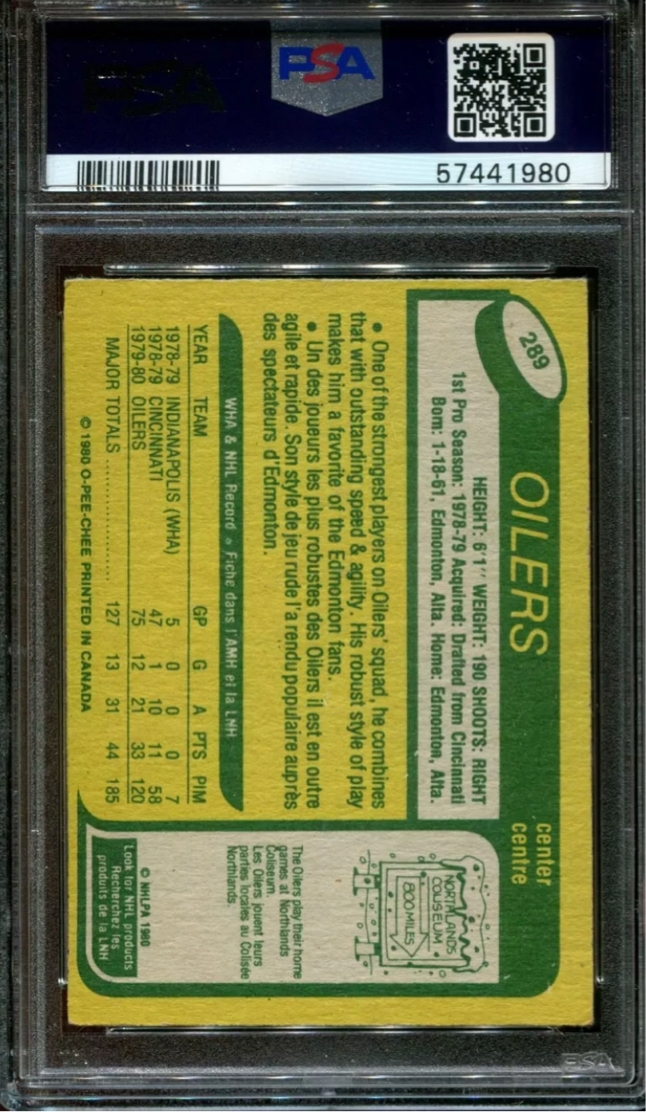 PSA
57441980
289
OILERS
center
centre
HEIGHT: 6'1" WEIGHT: 190 SHOOTS: RIGHT
1st Pro Season: 1978-79 Acquired: Drafted from Cincinnati
Born: 1-18-61, Edmonton, Alta. Home: Edmonton, Alta.
• One of the strongest players on Oilers' squad, he combines
that with outstanding speed & agility. His robust style of play
makes him a favorite of the Edmonton fans.
• Un des joueurs les plus robustes des Oilers il est en outre
agile et rapide. Son style de jeu rude l'a rendu populaire auprès
des spectateurs d'Edmonton.
WHA & NHL Record • Fiche dans l'AMH et la LNH
YEAR TEAM GP G A PTS PIM
1978-79 INDIANAPOLIS (WHA) 5 0 0 0 7
1978-79 CINCINNATI 47 1 10 11 58
1979-80 OILERS 75 12 21 33 120
MAJOR TOTALS .................. 127 13 31 44 185
© 1980 O-PEE-CHEE PRINTED IN CANADA
NORTHLANDS
COLISEUM
800 MILES
The Oilers play their home
games at Northlands
Coliseum.
Les Oilers jouent leurs
parties locales au Colisée
Northlands.
© NHLPA 1980
Look for NHL products
Recherchez les
produits de la LNH
PSA